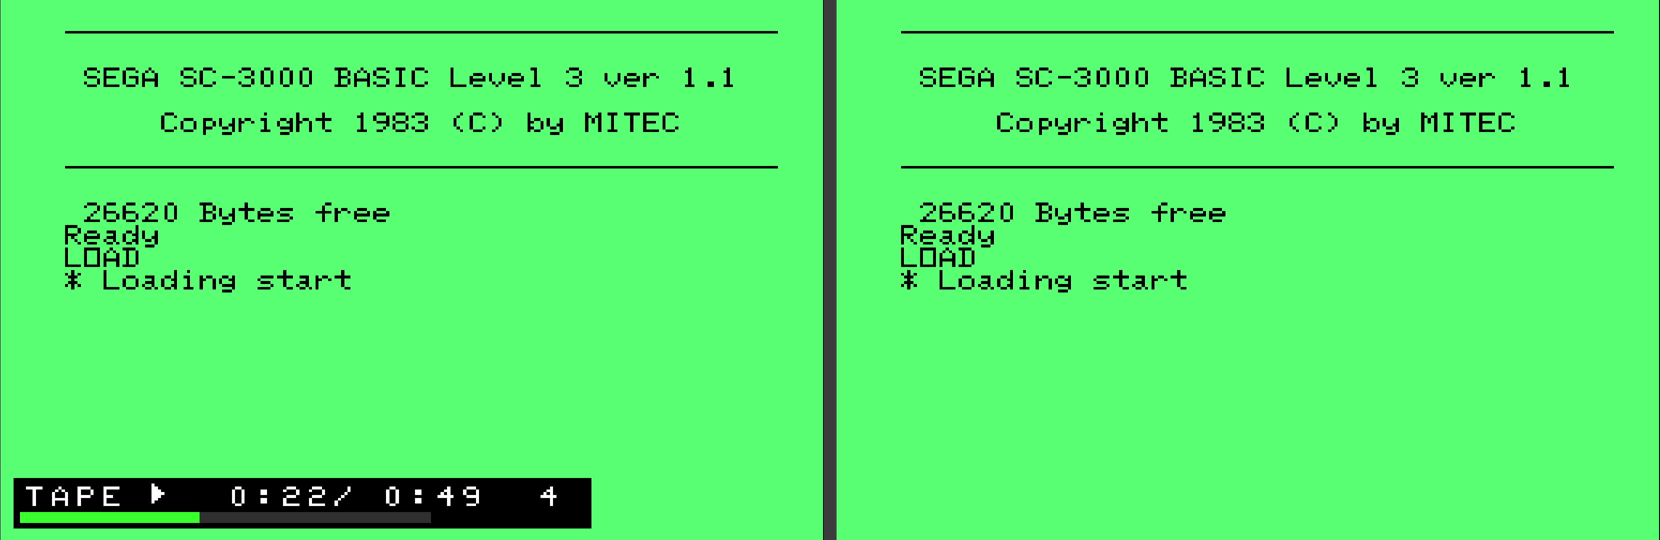 SEGA SC-3000 BASIC Level 3 ver 1.1
Copyright 1983 (C) by MITEC
26620 Bytes free
Ready
LOAD
* Loading start
TAPE ▶ 0:22/ 0:49 4
SEGA SC-3000 BASIC Level 3 ver 1.1
Copyright 1983 (C) by MITEC
26620 Bytes free
Ready
LOAD
* Loading start